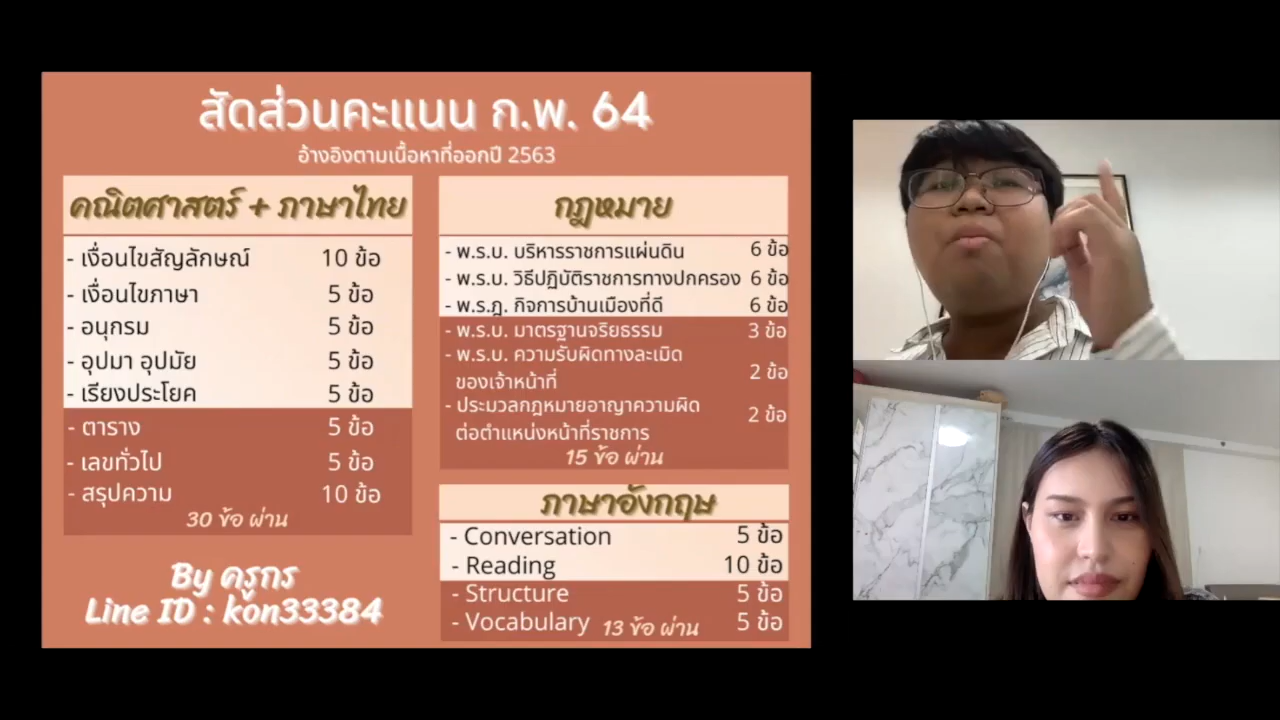 สัดส่วนคะแนน ก.พ. 64
อ้างอิงตามเนื้อหาที่ออกปี 2563
คณิตศาสตร์ + ภาษาไทย
- เงื่อนไขสัญลักษณ์ 10 ข้อ
- เงื่อนไขภาษา 5 ข้อ
- อนุกรม 5 ข้อ
- อุปมา อุปมัย 5 ข้อ
- เรียงประโยค 5 ข้อ
- ตาราง 5 ข้อ
- เลขทั่วไป 5 ข้อ
- สรุปความ 10 ข้อ
30 ข้อ ผ่าน
By ครูกร
Line ID : kon33384
กฎหมาย
- พ.ร.บ. บริหารราชการแผ่นดิน 6 ข้อ
- พ.ร.บ. วิธีปฏิบัติราชการทางปกครอง 6 ข้อ
- พ.ร.ฎ. กิจการบ้านเมืองที่ดี 6 ข้อ
- พ.ร.บ. มาตรฐานจริยธรรม 3 ข้อ
- พ.ร.บ. ความรับผิดทางละเมิด
ของเจ้าหน้าที่ 2 ข้อ
- ประมวลกฎหมายอาญาความผิด
ต่อตำแหน่งหน้าที่ราชการ 2 ข้อ
15 ข้อ ผ่าน
ภาษาอังกฤษ
- Conversation 5 ข้อ
- Reading 10 ข้อ
- Structure 5 ข้อ
- Vocabulary 5 ข้อ
13 ข้อ ผ่าน